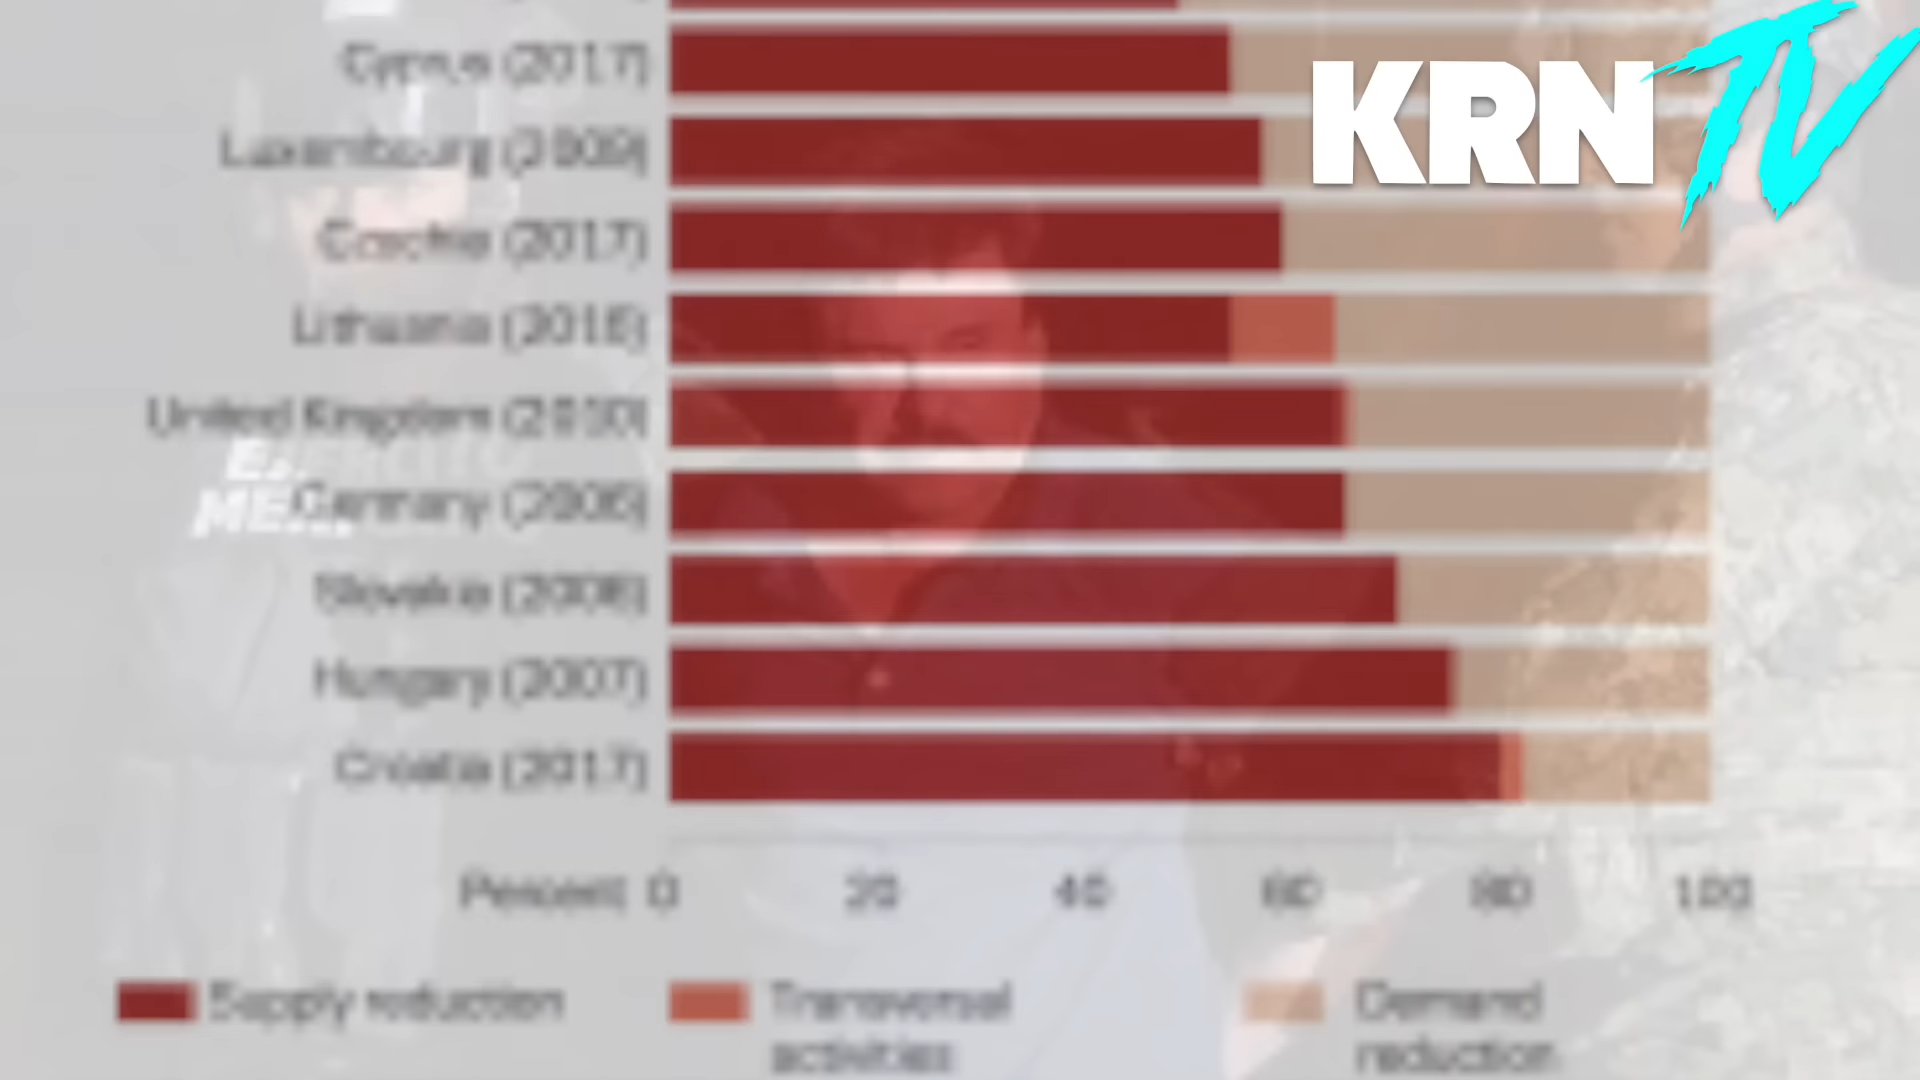 Cyprus (2017)
Luxembourg (2009)
Czechia (2017)
Lithuania (2016)
United Kingdom (2010)
Germany (2006)
Slovakia (2006)
Hungary (2007)
Croatia (2017)
Percent 0 20 40 60 80 100
Supply reduction
Transversal
activities
Demand
reduction
KRN TV